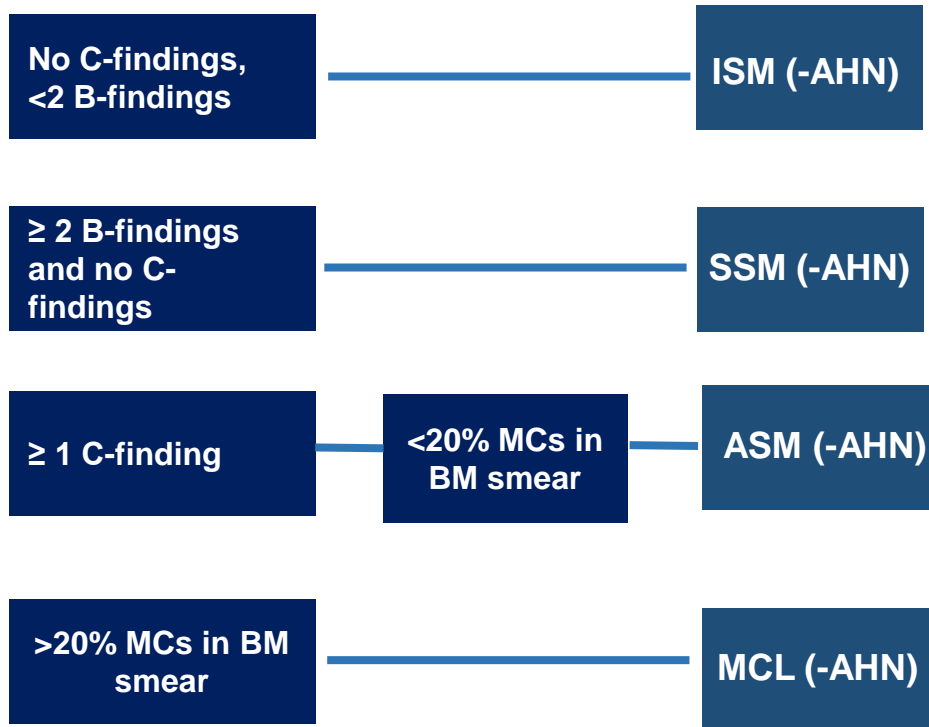 No C-findings,
<2 B-findings
ISM (-AHN)
≥ 2 B-findings
and no C-
findings
SSM (-AHN)
≥ 1 C-finding
<20% MCs in
BM smear
ASM (-AHN)
>20% MCs in BM
smear
MCL (-AHN)